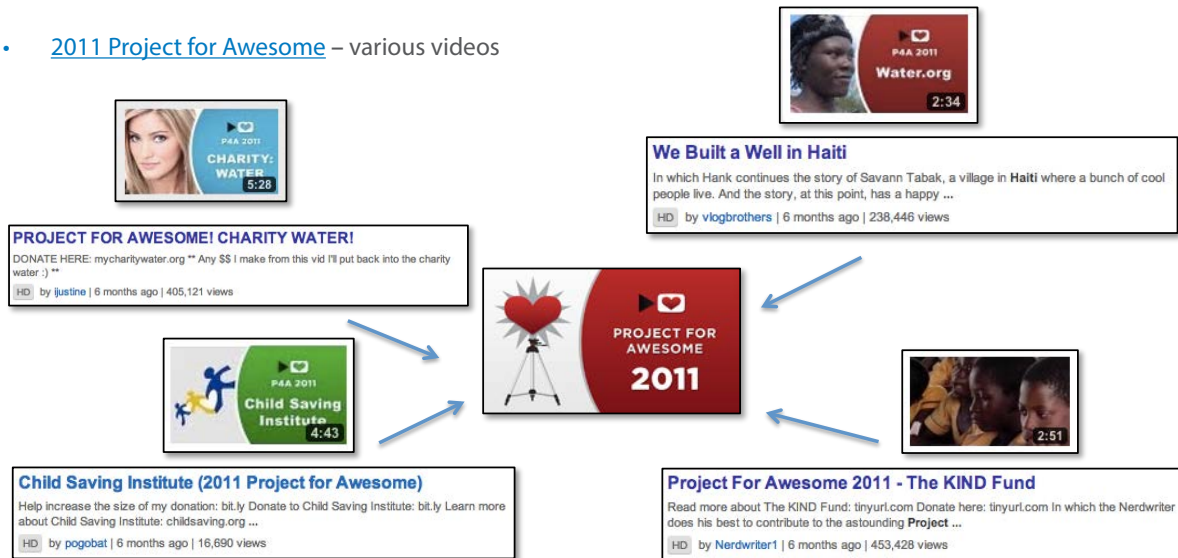 • 2011 Project for Awesome – various videos
P4A 2011
CHARITY:
WATER
5:28
PROJECT FOR AWESOME! CHARITY WATER!
DONATE HERE: mycharitywater.org ** Any $$ I make from this vid I'll put back into the charity
water :) **
HD by ijustine | 6 months ago | 405,121 views
P4A 2011
Water.org
2:34
We Built a Well in Haiti
In which Hank continues the story of Savann Tabak, a village in Haiti where a bunch of cool
people live. And the story, at this point, has a happy ...
HD by vlogbrothers | 6 months ago | 238,446 views
PROJECT FOR
AWESOME
2011
P4A 2011
Child Saving
Institute
4:43
Child Saving Institute (2011 Project for Awesome)
Help increase the size of my donation: bit.ly Donate to Child Saving Institute: bit.ly Learn more
about Child Saving Institute: childsaving.org ...
HD by pogobat | 6 months ago | 16,690 views
2:51
Project For Awesome 2011 - The KIND Fund
Read more about The KIND Fund: tinyurl.com Donate here: tinyurl.com In which the Nerdwriter
does his best to contribute to the astounding Project ...
HD by Nerdwriter1 | 6 months ago | 453,428 views